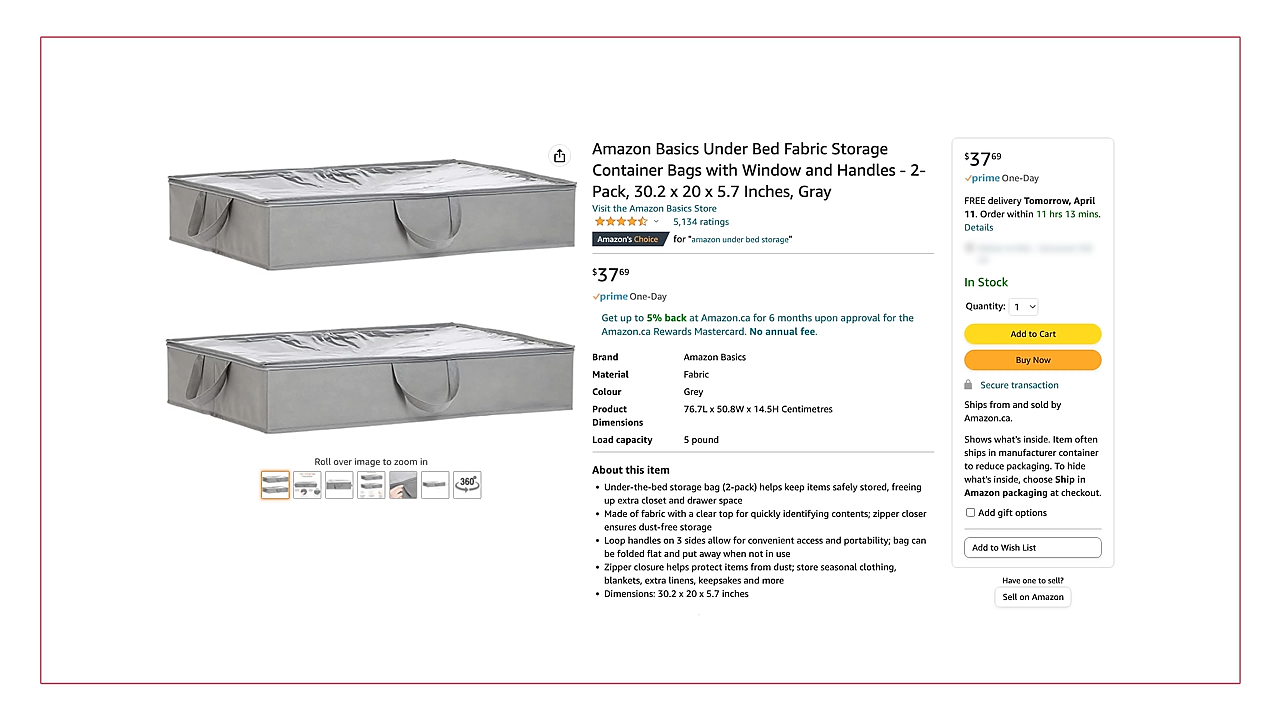 Amazon Basics Under Bed Fabric Storage
Container Bags with Window and Handles - 2-
Pack, 30.2 x 20 x 5.7 Inches, Gray
Visit the Amazon Basics Store
5,134 ratings
Amazon's Choice for "amazon under bed storage"
$3769
prime One-Day
Get up to 5% back at Amazon.ca for 6 months upon approval for the
Amazon.ca Rewards Mastercard. No annual fee.
Brand Amazon Basics
Material Fabric
Colour Grey
Product Dimensions 76.7L x 50.8W x 14.5H Centimetres
Load capacity 5 pound
About this item
• Under-the-bed storage bag (2-pack) helps keep items safely stored, freeing
up extra closet and drawer space
• Made of fabric with a clear top for quickly identifying contents; zipper closer
ensures dust-free storage
• Loop handles on 3 sides allow for convenient access and portability; bag can
be folded flat and put away when not in use
• Zipper closure helps protect items from dust; store seasonal clothing,
blankets, extra linens, keepsakes and more
• Dimensions: 30.2 x 20 x 5.7 inches
Roll over image to zoom in
360°
$3769
prime One-Day
FREE delivery Tomorrow, April
11. Order within 11 hrs 13 mins.
Details
In Stock
Quantity: 1
Add to Cart
Buy Now
Secure transaction
Ships from and sold by
Amazon.ca.
Shows what's inside. Item often
ships in manufacturer container
to reduce packaging. To hide
what's inside, choose Ship in
Amazon packaging at checkout.
Add gift options
Add to Wish List
Have one to sell?
Sell on Amazon